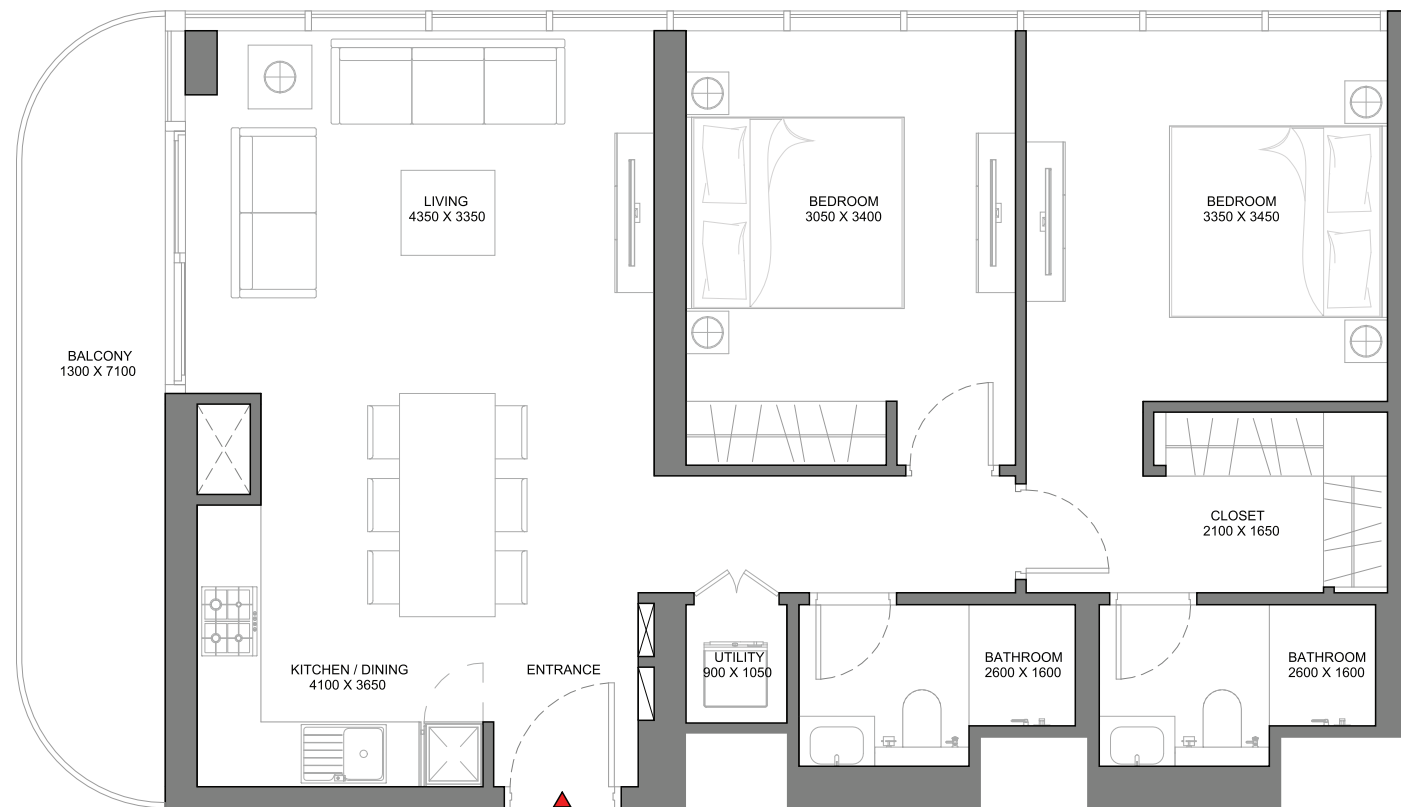 LIVING
4350 X 3350
BEDROOM
3050 X 3400
BEDROOM
3350 X 3450
BALCONY
1300 X 7100
CLOSET
2100 X 1650
KITCHEN / DINING
4100 X 3650
ENTRANCE
UTILITY
900 X 1050
BATHROOM
2600 X 1600
BATHROOM
2600 X 1600